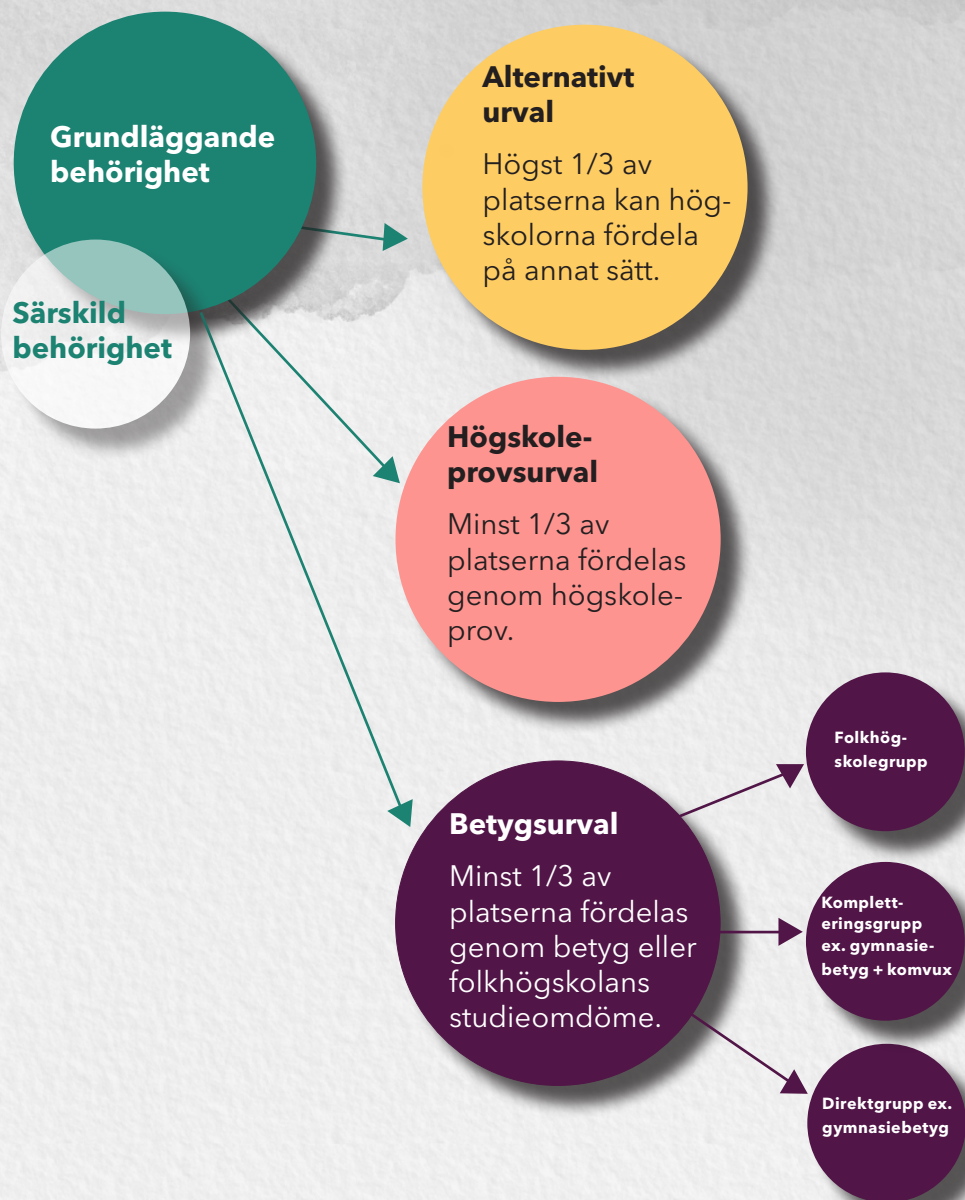 Grundläggande
behörighet
Särskild
behörighet
Alternativt
urval
Högst 1/3 av
platserna kan hög-
skolorna fördela
på annat sätt.
Högskole-
provsurval
Minst 1/3 av
platserna fördelas
genom högskole-
prov.
Betygsurval
Minst 1/3 av
platserna fördelas
genom betyg eller
folkhögskolans
studieomdöme.
Folkhög-
skolegrupp
Komplett-
eringsgrupp
ex. gymnasie-
betyg + komvux
Direktgrupp ex.
gymnasiebetyg